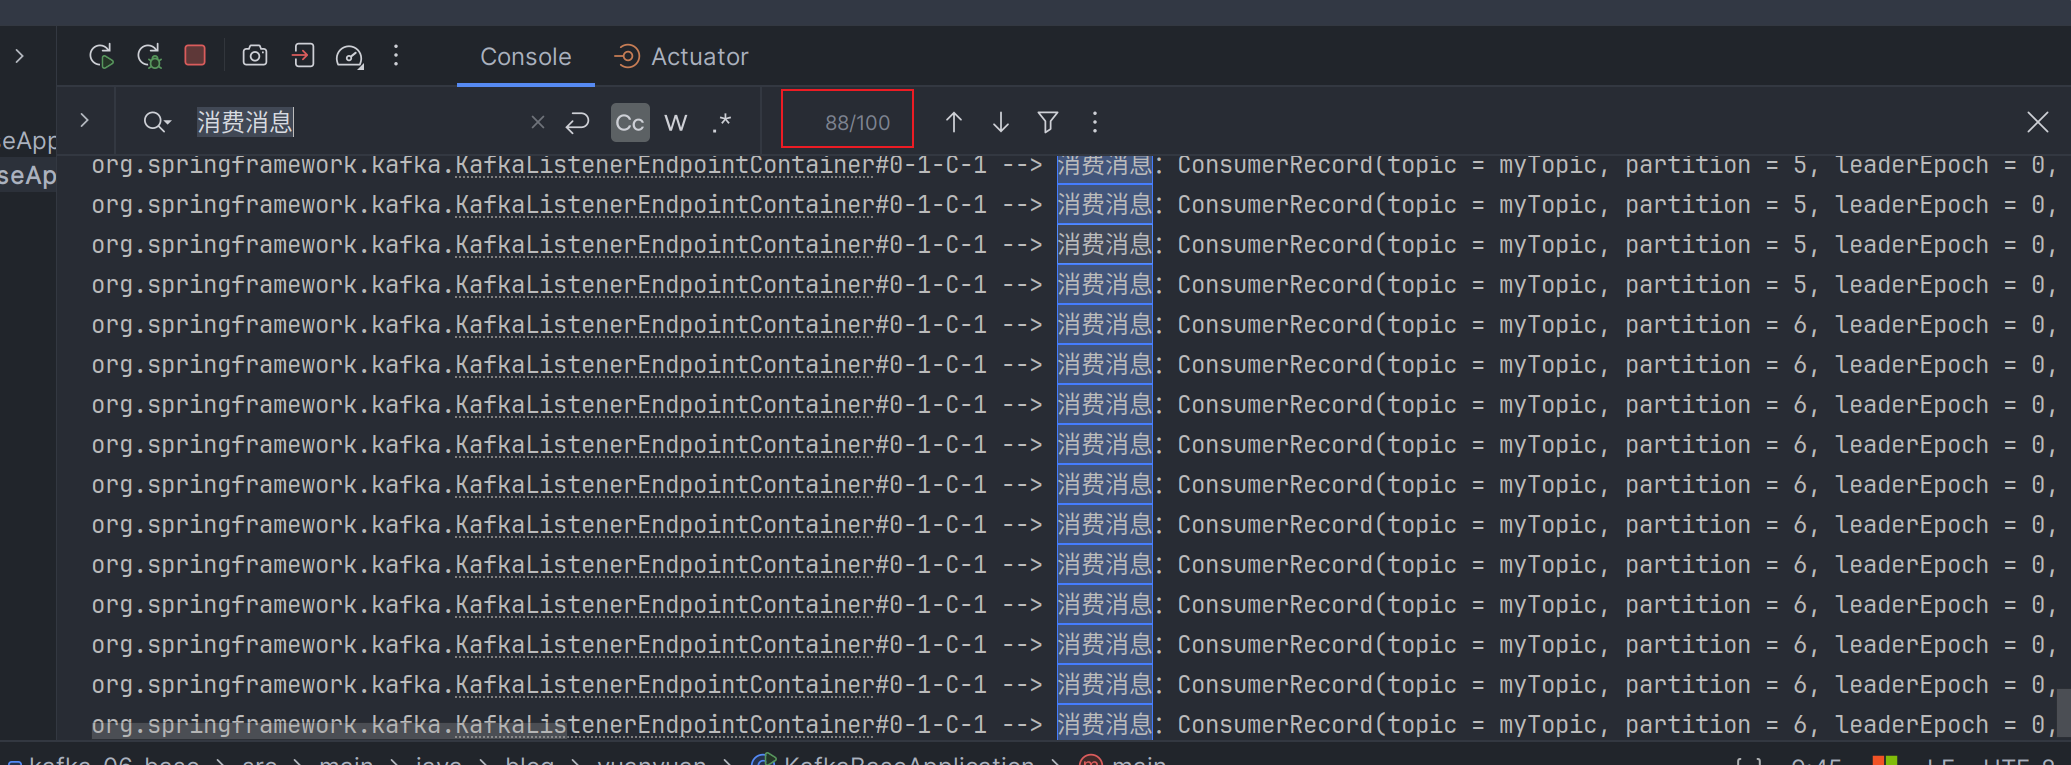 Console Actuator
消费消息 Cc W .* 88/100
eApp
seAp
org.springframework.kafka.KafkaListenerEndpointContainer#0-1-C-1 --> 消费消息: ConsumerRecord(topic = myTopic, partition = 5, leaderEpoch = 0,
org.springframework.kafka.KafkaListenerEndpointContainer#0-1-C-1 --> 消费消息: ConsumerRecord(topic = myTopic, partition = 5, leaderEpoch = 0,
org.springframework.kafka.KafkaListenerEndpointContainer#0-1-C-1 --> 消费消息: ConsumerRecord(topic = myTopic, partition = 5, leaderEpoch = 0,
org.springframework.kafka.KafkaListenerEndpointContainer#0-1-C-1 --> 消费消息: ConsumerRecord(topic = myTopic, partition = 5, leaderEpoch = 0,
org.springframework.kafka.KafkaListenerEndpointContainer#0-1-C-1 --> 消费消息: ConsumerRecord(topic = myTopic, partition = 6, leaderEpoch = 0,
org.springframework.kafka.KafkaListenerEndpointContainer#0-1-C-1 --> 消费消息: ConsumerRecord(topic = myTopic, partition = 6, leaderEpoch = 0,
org.springframework.kafka.KafkaListenerEndpointContainer#0-1-C-1 --> 消费消息: ConsumerRecord(topic = myTopic, partition = 6, leaderEpoch = 0,
org.springframework.kafka.KafkaListenerEndpointContainer#0-1-C-1 --> 消费消息: ConsumerRecord(topic = myTopic, partition = 6, leaderEpoch = 0,
org.springframework.kafka.KafkaListenerEndpointContainer#0-1-C-1 --> 消费消息: ConsumerRecord(topic = myTopic, partition = 6, leaderEpoch = 0,
org.springframework.kafka.KafkaListenerEndpointContainer#0-1-C-1 --> 消费消息: ConsumerRecord(topic = myTopic, partition = 6, leaderEpoch = 0,
org.springframework.kafka.KafkaListenerEndpointContainer#0-1-C-1 --> 消费消息: ConsumerRecord(topic = myTopic, partition = 6, leaderEpoch = 0,
org.springframework.kafka.KafkaListenerEndpointContainer#0-1-C-1 --> 消费消息: ConsumerRecord(topic = myTopic, partition = 6, leaderEpoch = 0,
org.springframework.kafka.KafkaListenerEndpointContainer#0-1-C-1 --> 消费消息: ConsumerRecord(topic = myTopic, partition = 6, leaderEpoch = 0,
org.springframework.kafka.KafkaListenerEndpointContainer#0-1-C-1 --> 消费消息: ConsumerRecord(topic = myTopic, partition = 6, leaderEpoch = 0,
org.springframework.kafka.KafkaListenerEndpointContainer#0-1-C-1 --> 消费消息: ConsumerRecord(topic = myTopic, partition = 6, leaderEpoch = 0,
main java KafkaBaseApplication main